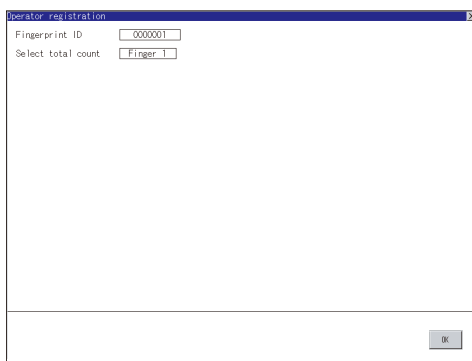 Operator registration
Fingerprint ID 0000001
Select total count Finger 1
OK